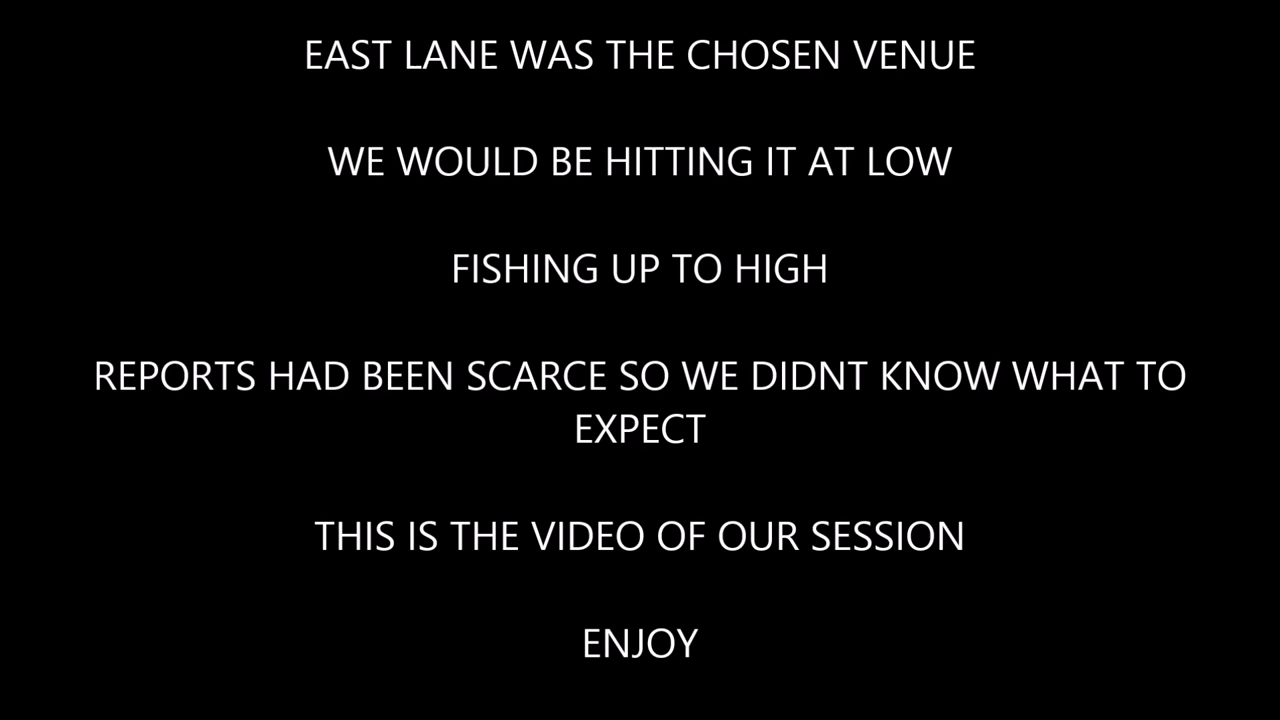 EAST LANE WAS THE CHOSEN VENUE
WE WOULD BE HITTING IT AT LOW
FISHING UP TO HIGH
REPORTS HAD BEEN SCARCE SO WE DIDNT KNOW WHAT TO
EXPECT
THIS IS THE VIDEO OF OUR SESSION
ENJOY